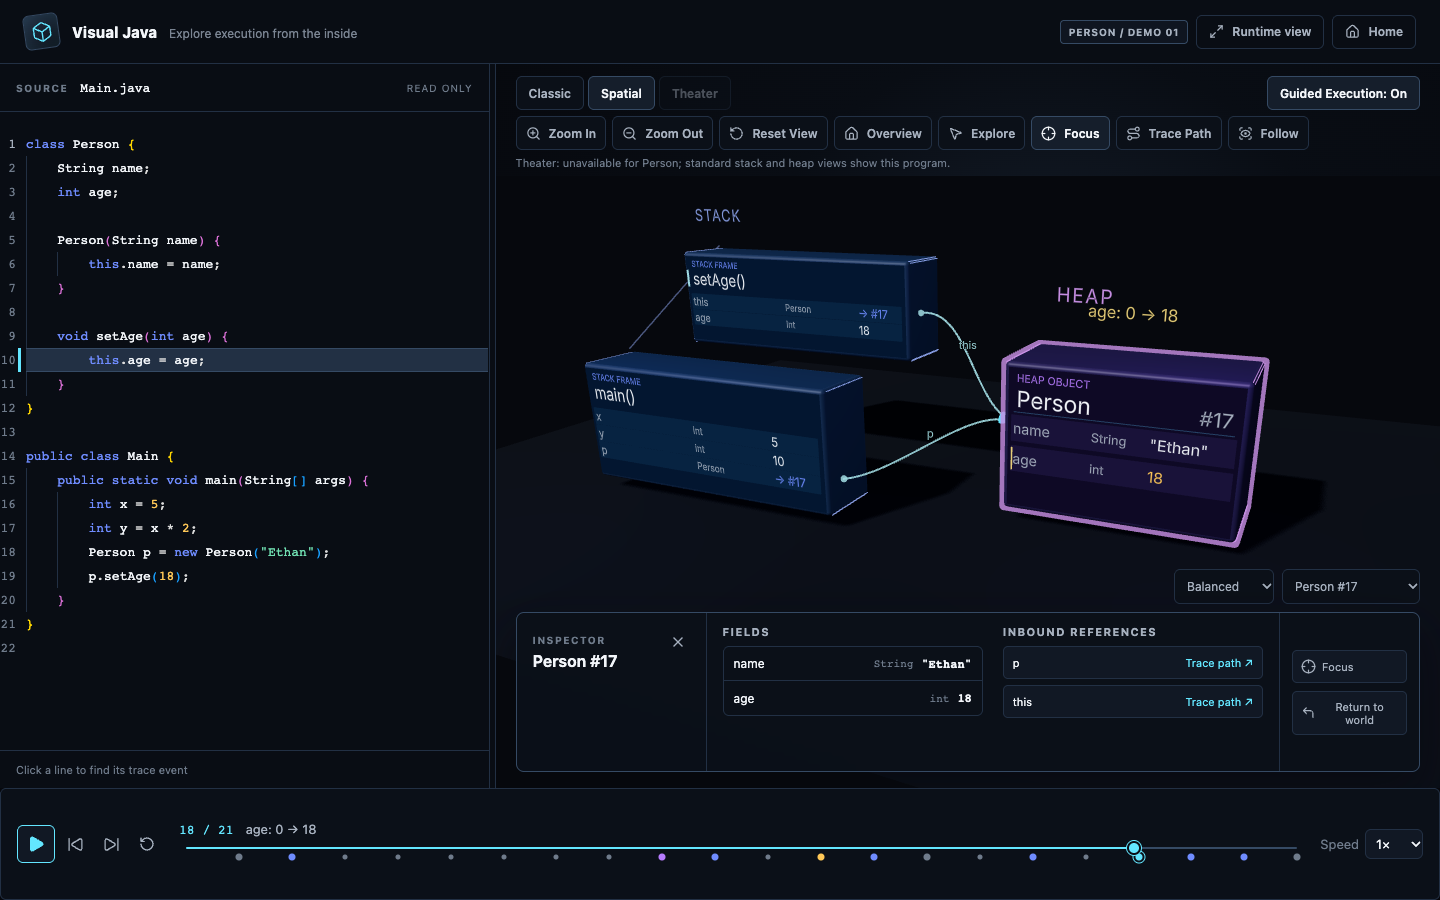 Visual Java Explore execution from the inside
PERSON / DEMO 01 Runtime view Home
SOURCE Main.java READ ONLY
1 class Person {
2 String name;
3 int age;
4
5 Person(String name) {
6 this.name = name;
7 }
8
9 void setAge(int age) {
10 this.age = age;
11 }
12 }
13
14 public class Main {
15 public static void main(String[] args) {
16 int x = 5;
17 int y = x * 2;
18 Person p = new Person("Ethan");
19 p.setAge(18);
20 }
21 }
22
Click a line to find its trace event
Classic Spatial Theater Guided Execution: On
Zoom In Zoom Out Reset View Overview Explore Focus Trace Path Follow
Theater: unavailable for Person; standard stack and heap views show this program.
STACK
STACK FRAME
setAge()
this Person → #17
age int 18
STACK FRAME
main()
x int 5
y int 10
p Person → #17
this
p
HEAP
age: 0 → 18
HEAP OBJECT
Person #17
name String "Ethan"
age int 18
Balanced Person #17
INSPECTOR
Person #17
FIELDS
name String "Ethan"
age int 18
INBOUND REFERENCES
p Trace path ↗
this Trace path ↗
Focus
Return to
world
18 / 21 age: 0 → 18
Speed 1×